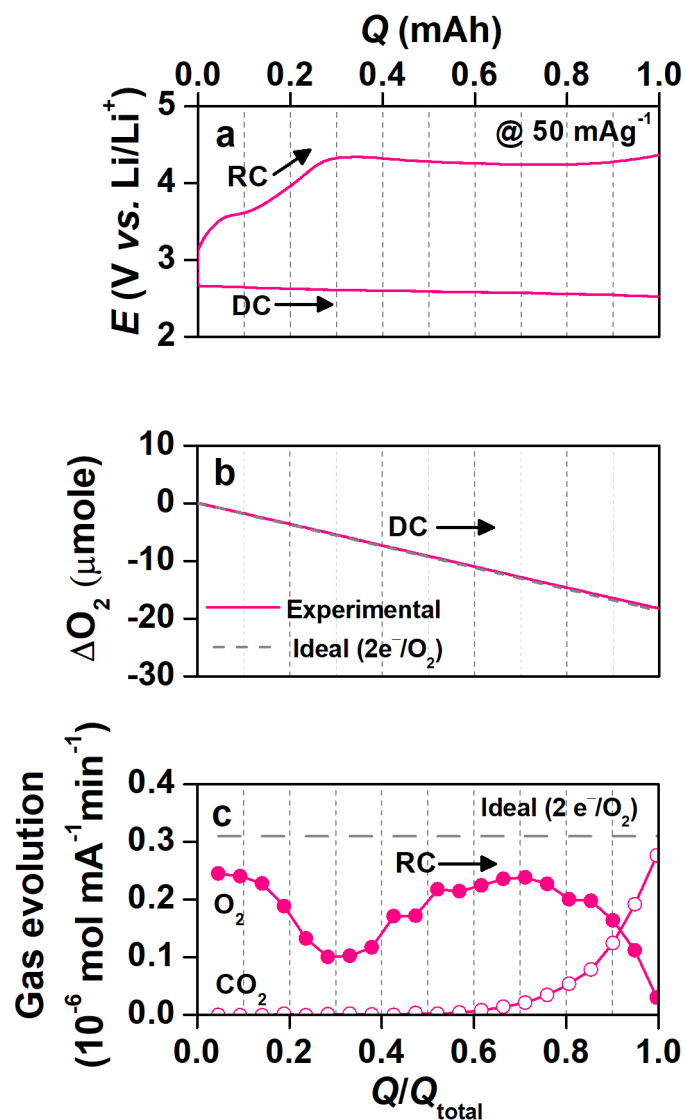 Q (mAh)
0.0 0.2 0.4 0.6 0.8 1.0
5
4
3
2
E (V vs. Li/Li⁺)
a
@ 50 mAg⁻¹
RC
DC
10
0
-10
-20
-30
ΔO₂ (μmole)
b
DC
Experimental
Ideal (2e⁻/O₂)
0.4
0.3
0.2
0.1
0.0
Gas evolution
(10⁻⁶ mol mA⁻¹min⁻¹)
c
Ideal (2 e⁻/O₂)
RC
O₂
CO₂
0.0 0.2 0.4 0.6 0.8 1.0
Q/Q_total